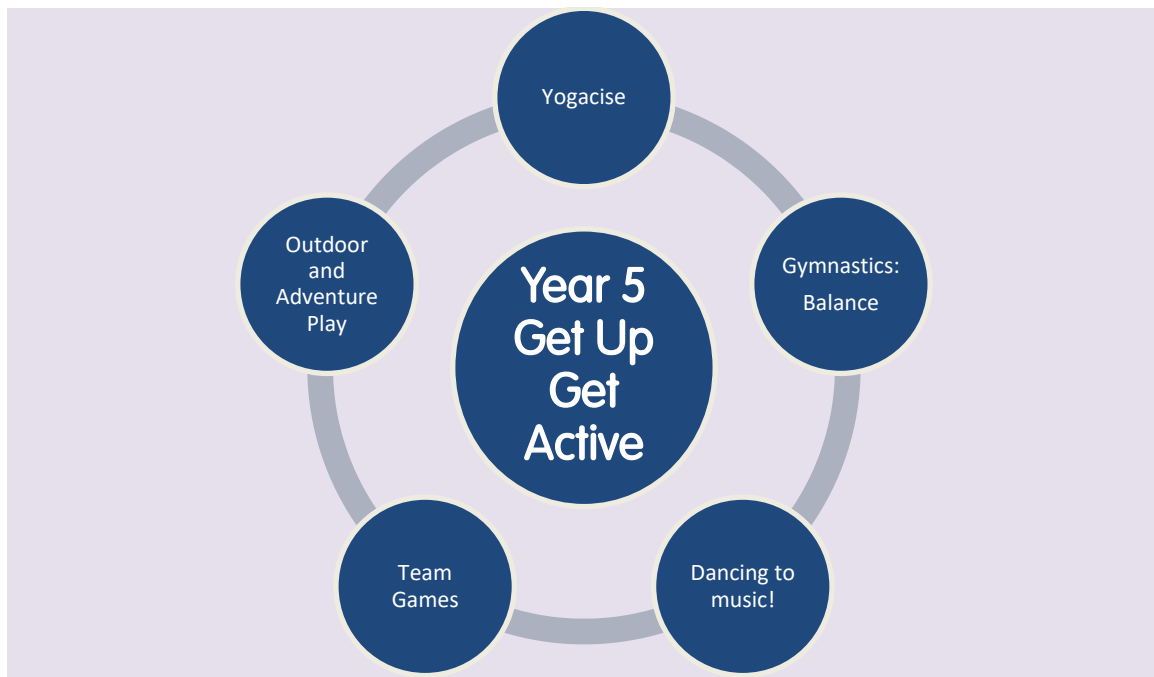 Yogacise
Outdoor
and
Adventure
Play
Gymnastics:
Balance
Year 5
Get Up
Get
Active
Team
Games
Dancing to
music!